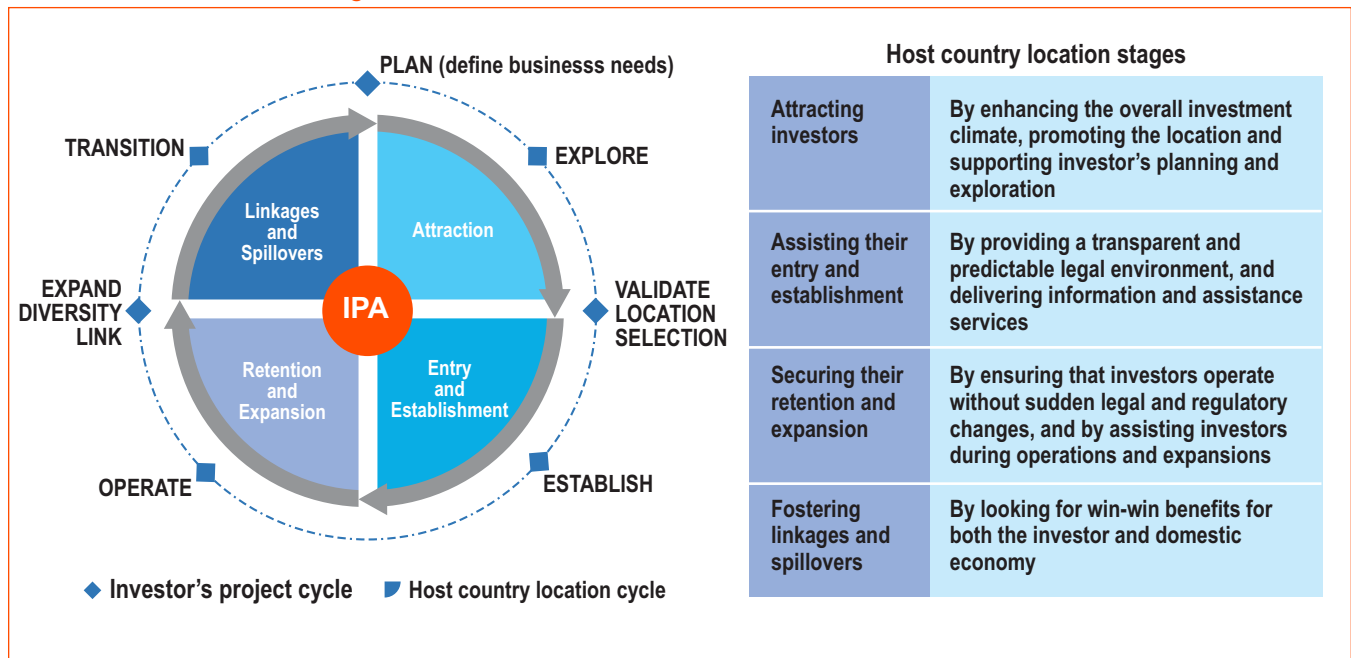 PLAN (define businesss needs)
TRANSITION
EXPLORE
Linkages
and
Spillovers
Attraction
EXPAND
DIVERSITY
LINK
IPA
VALIDATE
LOCATION
SELECTION
Retention
and
Expansion
Entry
and
Establishment
OPERATE
ESTABLISH
Investor’s project cycle
Host country location cycle
Host country location stages
Attracting
investors
By enhancing the overall investment
climate, promoting the location and
supporting investor’s planning and
exploration
Assisting their
entry and
establishment
By providing a transparent and
predictable legal environment, and
delivering information and assistance
services
Securing their
retention and
expansion
By ensuring that investors operate
without sudden legal and regulatory
changes, and by assisting investors
during operations and expansions
Fostering
linkages and
spillovers
By looking for win-win benefits for
both the investor and domestic
economy